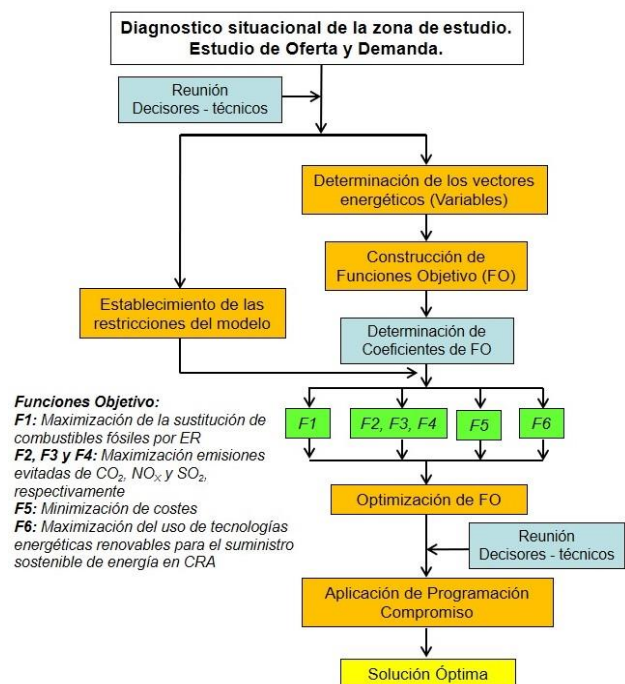 Diagnostico situacional de la zona de estudio.
Estudio de Oferta y Demanda.
Reunión
Decisores - técnicos
Determinación de los vectores
energéticos (Variables)
Construcción de
Funciones Objetivo (FO)
Establecimiento de las
restricciones del modelo
Determinación de
Coeficientes de FO
F1
F2, F3, F4
F5
F6
Funciones Objetivo:
F1: Maximización de la sustitución de
combustibles fósiles por ER
F2, F3 y F4: Maximización emisiones
evitadas de CO₂, NOₓ y SO₂,
respectivamente
F5: Minimización de costes
F6: Maximización del uso de tecnologías
energéticas renovables para el suministro
sostenible de energía en CRA
Optimización de FO
Reunión
Decisores - técnicos
Aplicación de Programación
Compromiso
Solución Óptima